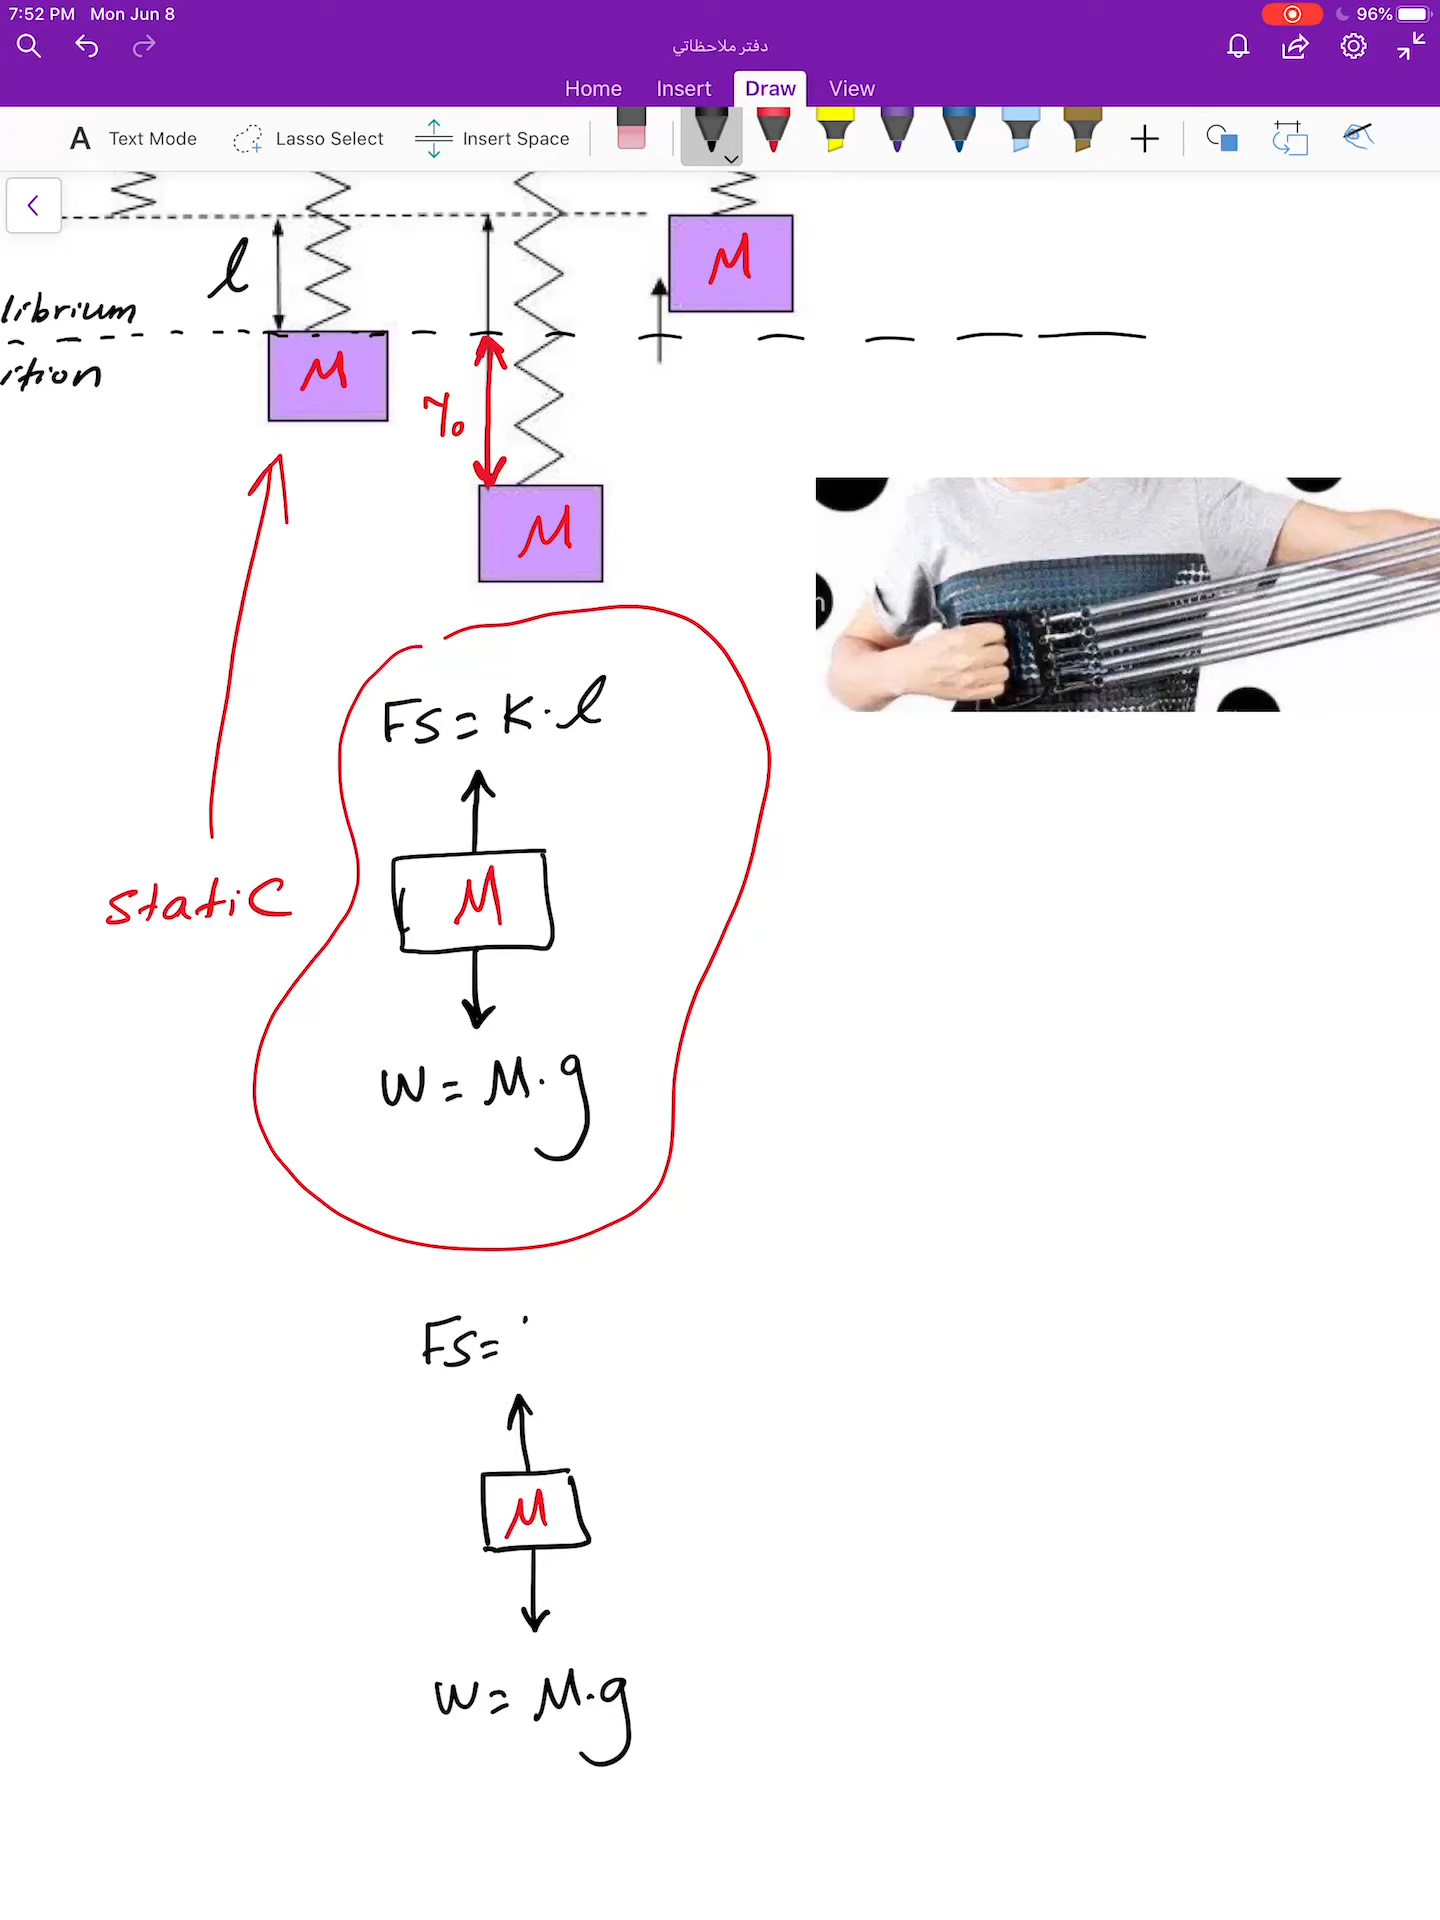 7:52 PM Mon Jun 8
96%
دفتر ملاحظاتي
Home Insert Draw View
A Text Mode Lasso Select Insert Space
l
M
librium
ition
M
M
Fs = K·l
M
static
W = M·g
Fs =
M
W = M·g